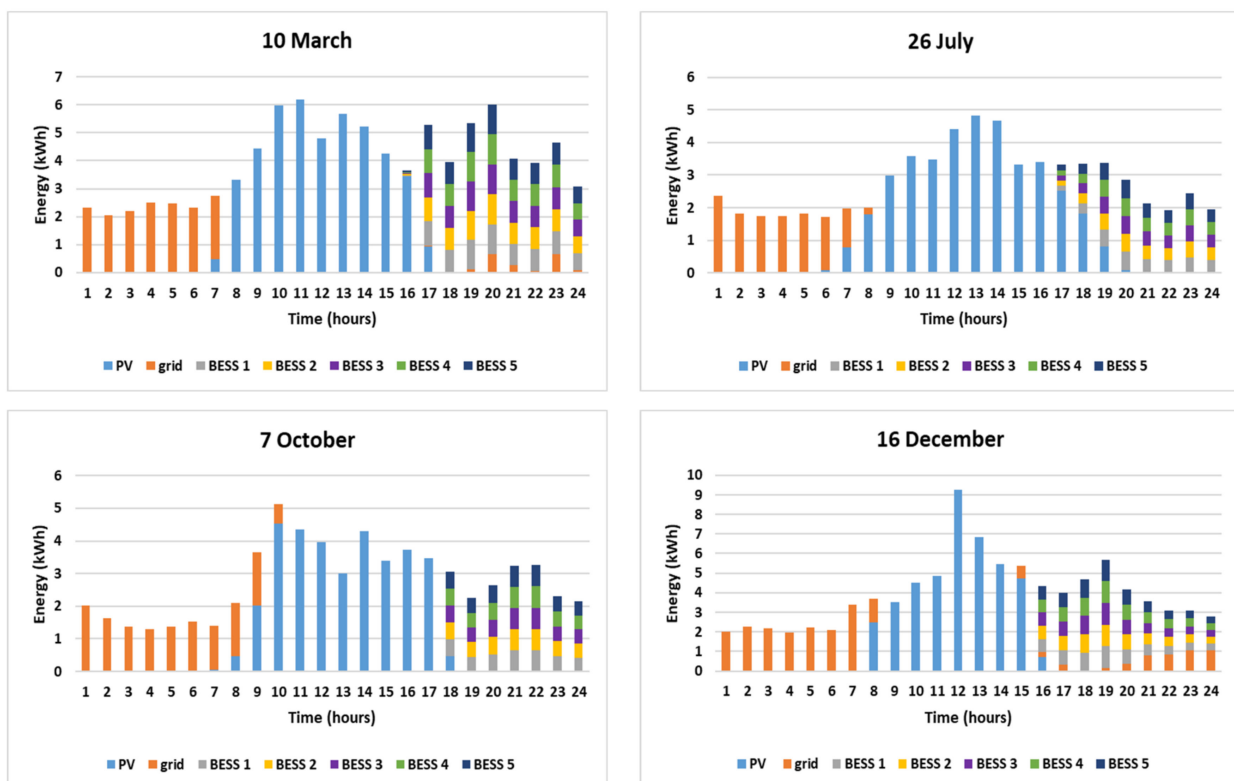 10 March
Energy (kWh)
7
6
5
4
3
2
1
0
1 2 3 4 5 6 7 8 9 10 11 12 13 14 15 16 17 18 19 20 21 22 23 24
Time (hours)
PV grid BESS 1 BESS 2 BESS 3 BESS 4 BESS 5
26 July
Energy (kWh)
6
5
4
3
2
1
0
1 2 3 4 5 6 7 8 9 10 11 12 13 14 15 16 17 18 19 20 21 22 23 24
Time (hours)
PV grid BESS 1 BESS 2 BESS 3 BESS 4 BESS 5
7 October
Energy (kWh)
6
5
4
3
2
1
0
1 2 3 4 5 6 7 8 9 10 11 12 13 14 15 16 17 18 19 20 21 22 23 24
Time (hours)
PV grid BESS 1 BESS 2 BESS 3 BESS 4 BESS 5
16 December
Energy (kWh)
10
9
8
7
6
5
4
3
2
1
0
1 2 3 4 5 6 7 8 9 10 11 12 13 14 15 16 17 18 19 20 21 22 23 24
Time (hours)
PV grid BESS 1 BESS 2 BESS 3 BESS 4 BESS 5